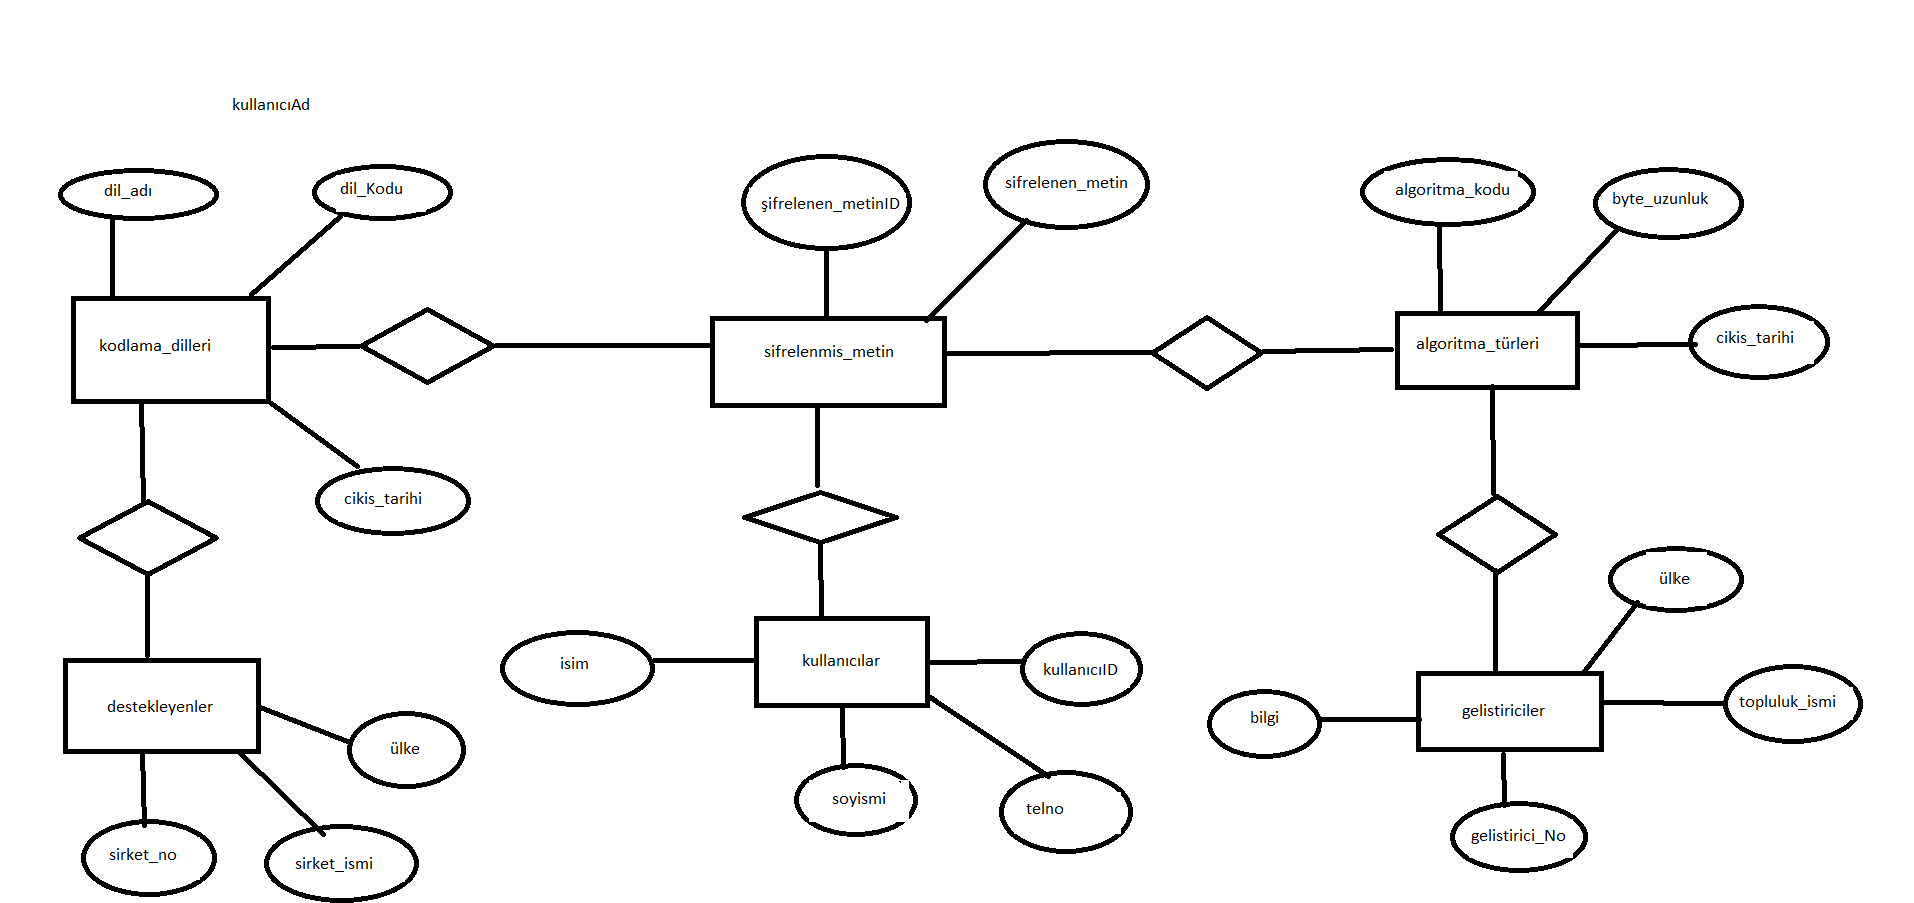 kullanıcıAd
dil_adı
dil_Kodu
şifrelenen_metinID
sifrelenen_metin
algoritma_kodu
byte_uzunluk
kodlama_dilleri
sifrelenmis_metin
algoritma_türleri
cikis_tarihi
cikis_tarihi
ülke
isim
kullanıcılar
kullanıcıID
destekleyenler
ülke
bilgi
gelistiriciler
topluluk_ismi
soyismi
telno
gelistirici_No
sirket_no
sirket_ismi